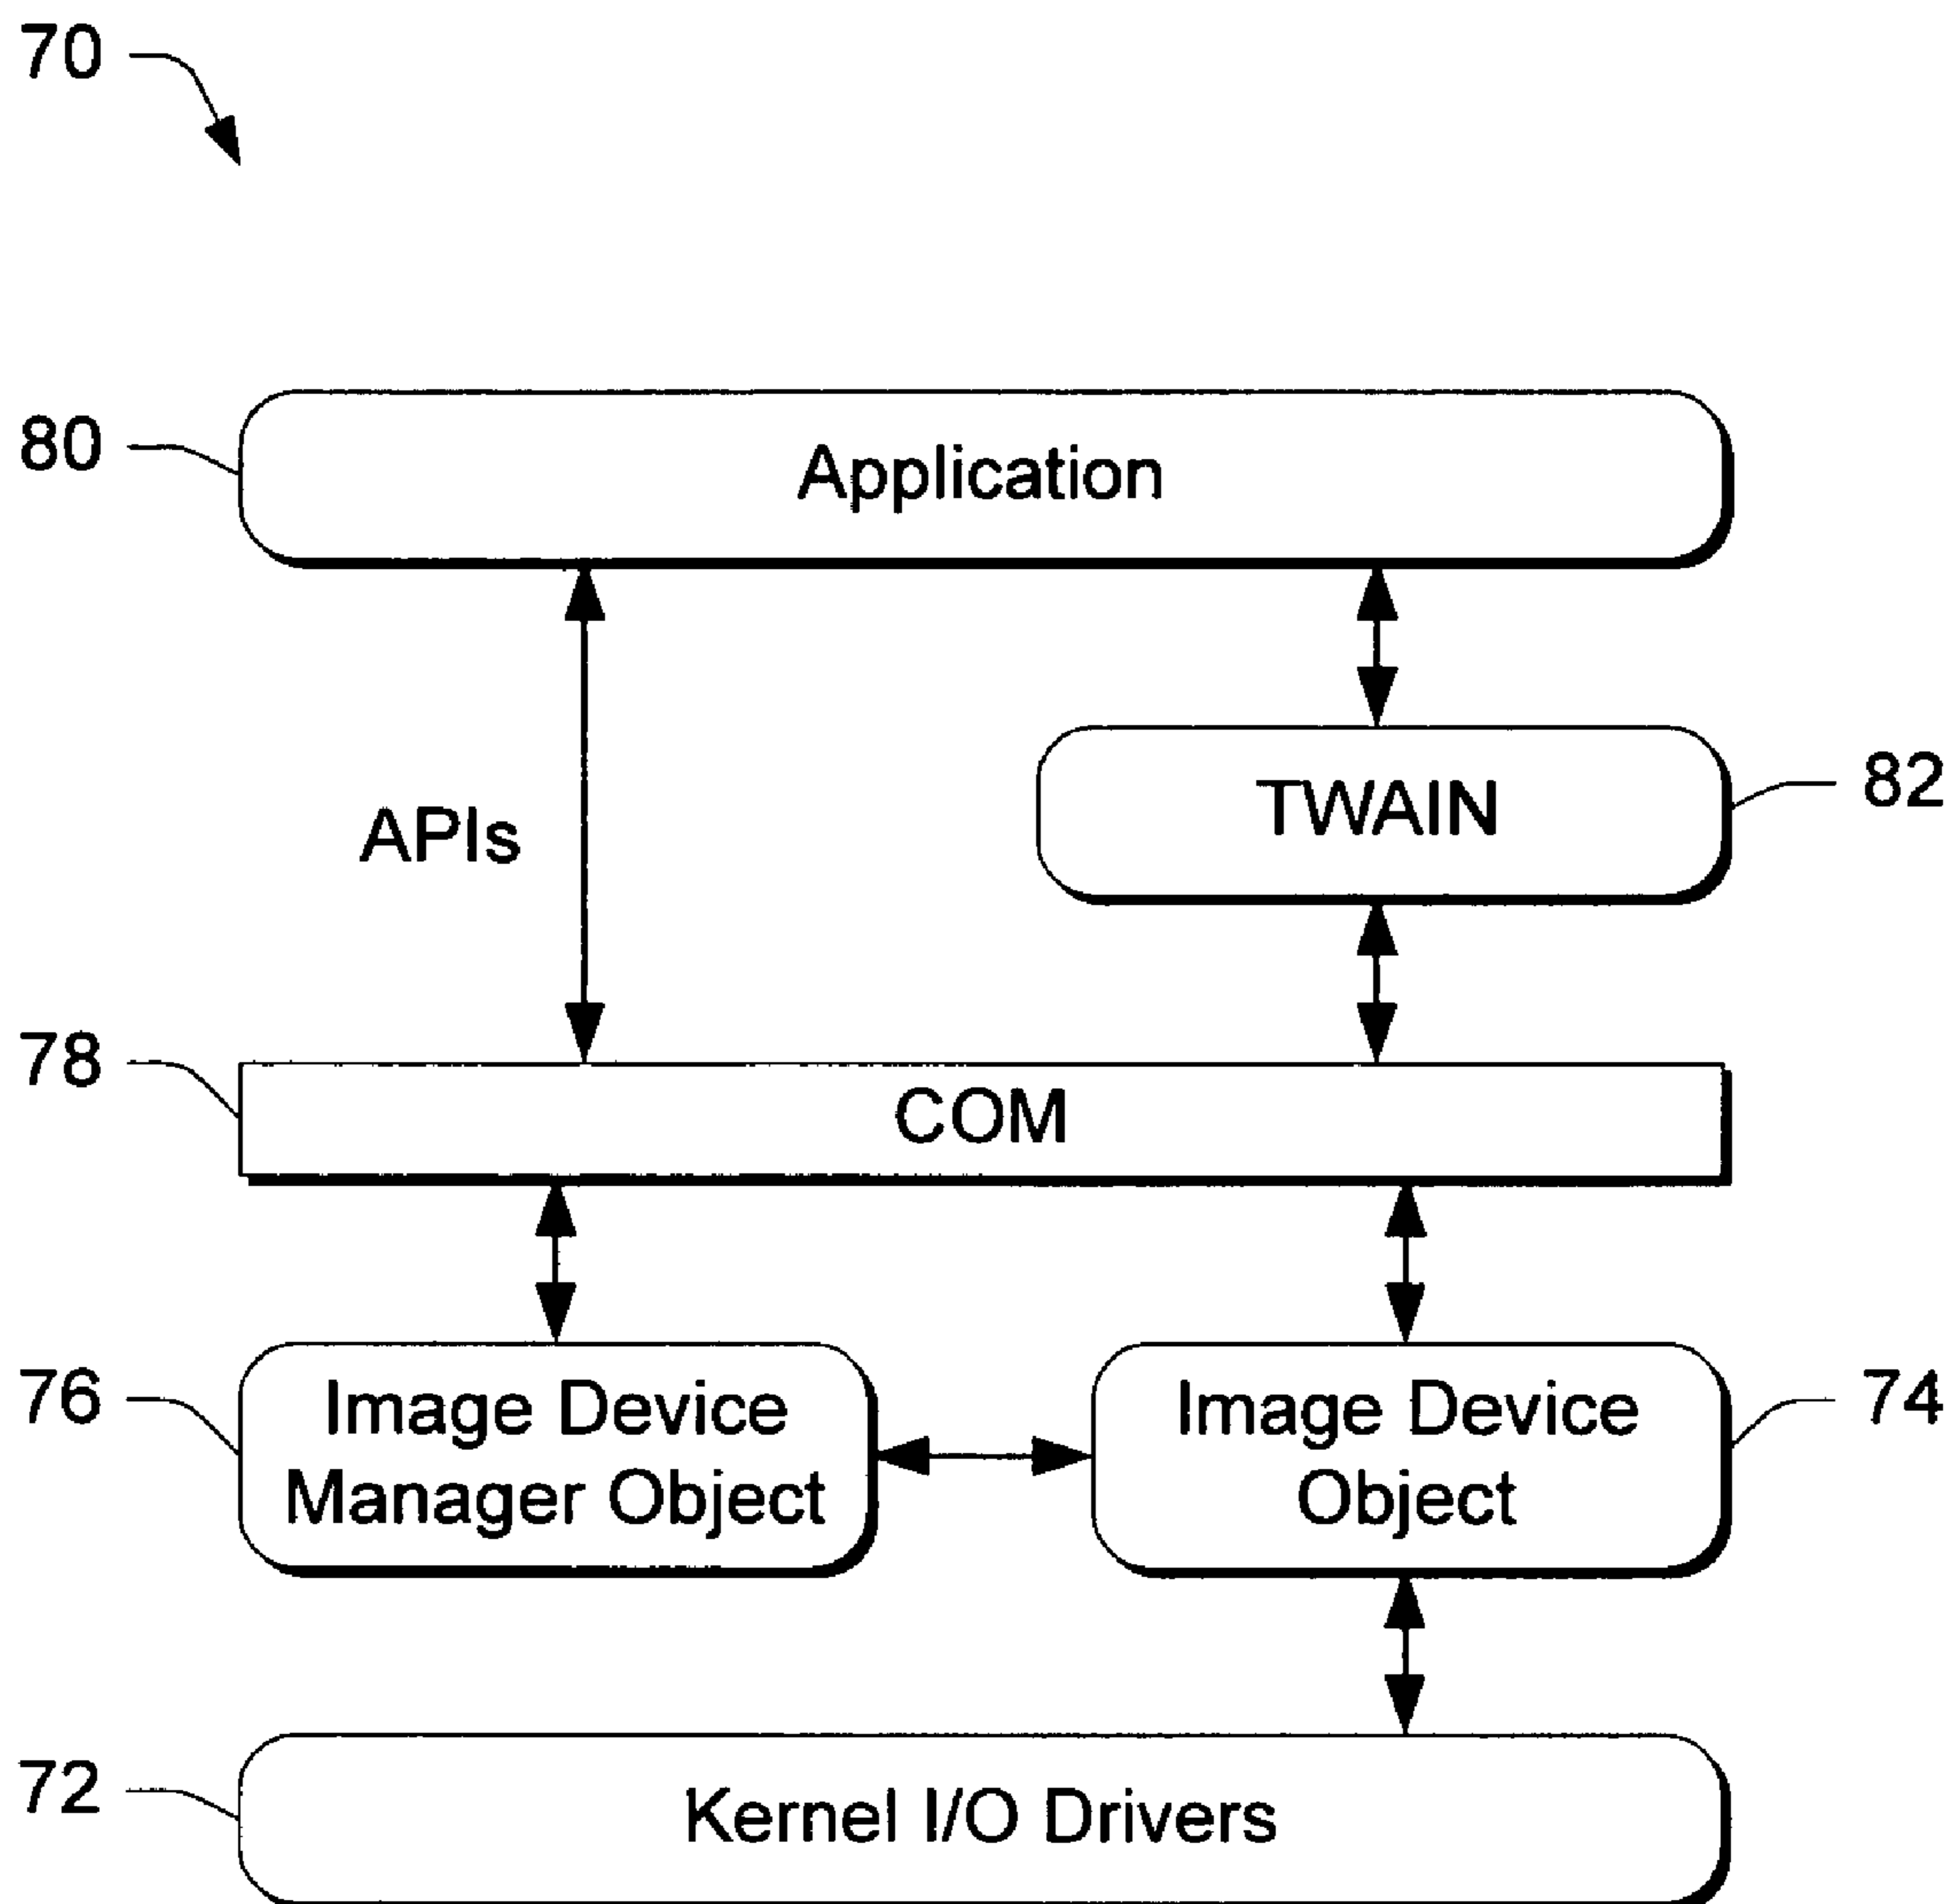 70
80
Application
APIs
TWAIN
82
78
COM
76
Image Device
Manager Object
Image Device
Object
74
72
Kernel I/O Drivers